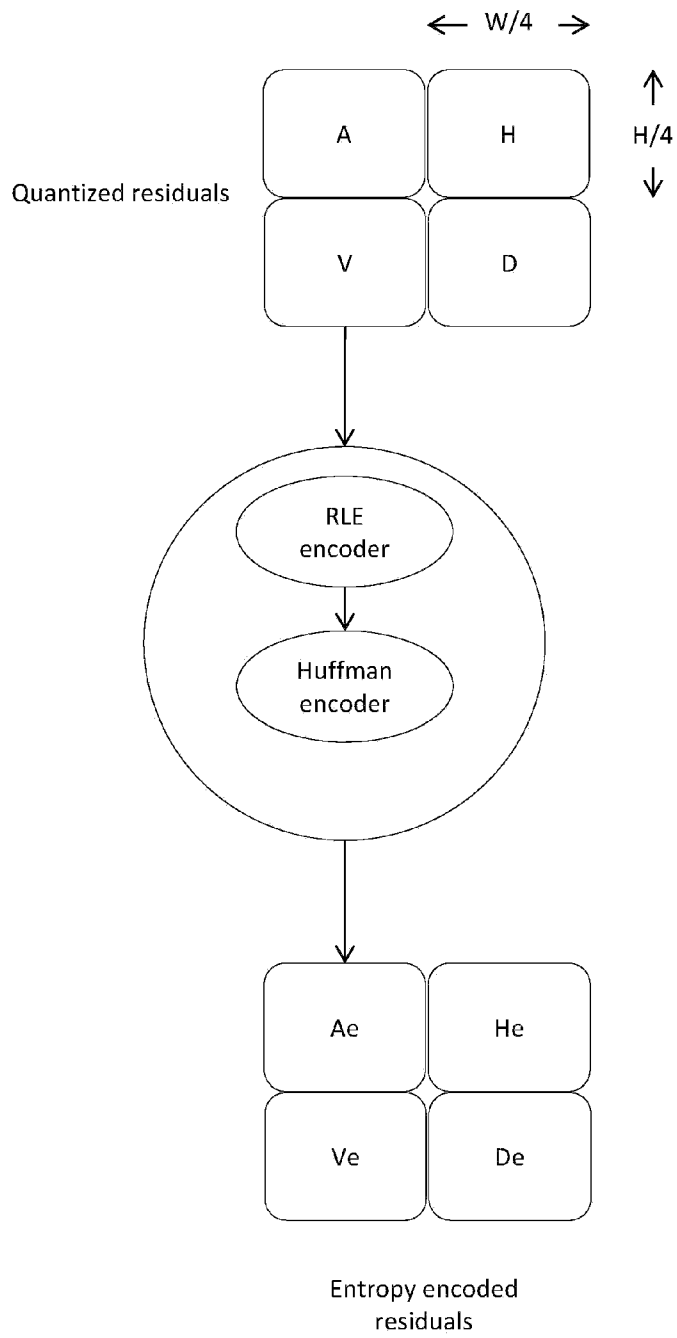 W/4
A
H
H/4
Quantized residuals
V
D
RLE
encoder
Huffman
encoder
Ae
He
Ve
De
Entropy encoded
residuals